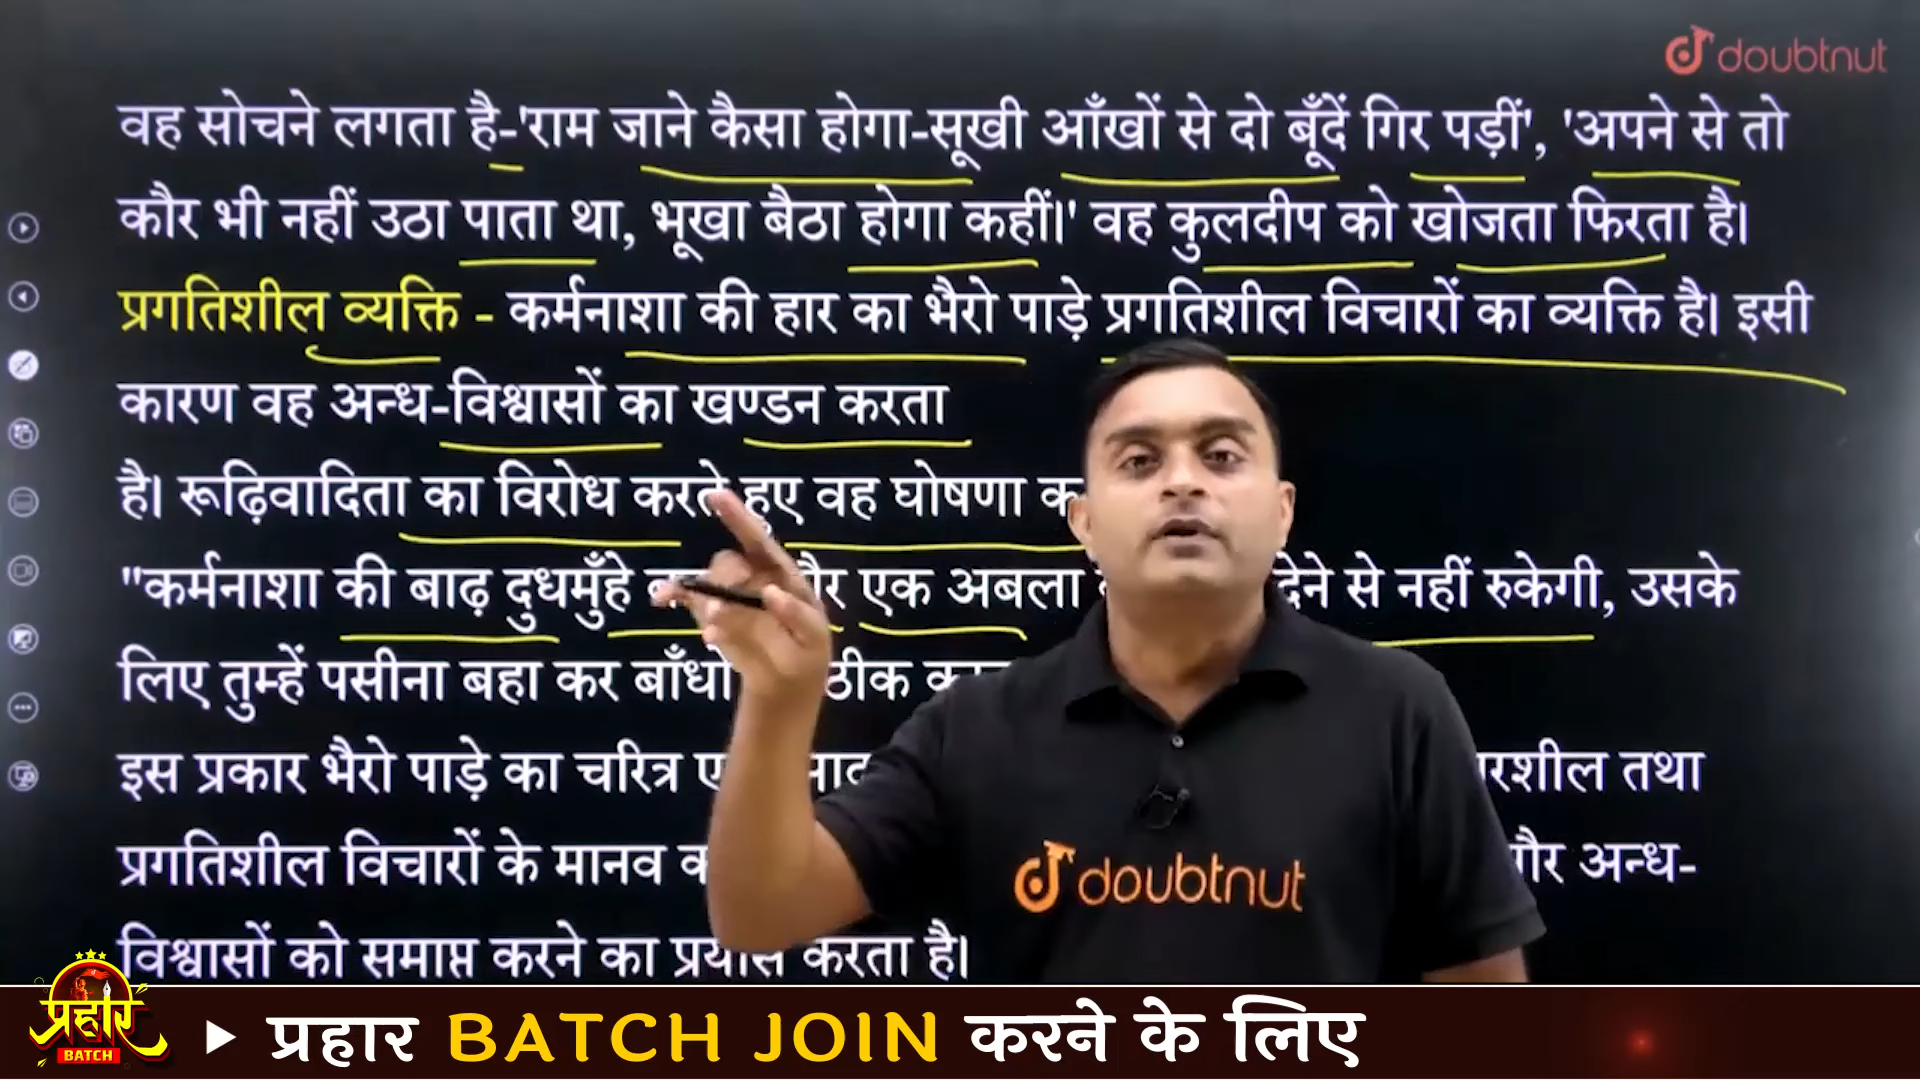 doubtnut
वह सोचने लगता है-'राम जाने कैसा होगा-सूखी आँखों से दो बूँदें गिर पड़ीं', 'अपने से तो
कौर भी नहीं उठा पाता था, भूखा बैठा होगा कहीं।' वह कुलदीप को खोजता फिरता है।
प्रगतिशील व्यक्ति - कर्मनाशा की हार का भैरो पाड़े प्रगतिशील विचारों का व्यक्ति है। इसी
कारण वह अन्ध-विश्वासों का खण्डन करता
है। रूढ़िवादिता का विरोध करते हुए वह घोषणा
"कर्मनाशा की बाढ़ दुधमुँहे एक अबला देने से नहीं रुकेगी, उसके
लिए तुम्हें पसीना बहा कर ठीक
इस प्रकार भैरो पाड़े का चरित्र तथा
प्रगतिशील विचारों के मानव अन्ध-
विश्वासों को समाप्त करने का प्रयास करता है।
doubtnut
प्रहार
BATCH
प्रहार BATCH JOIN करने के लिए